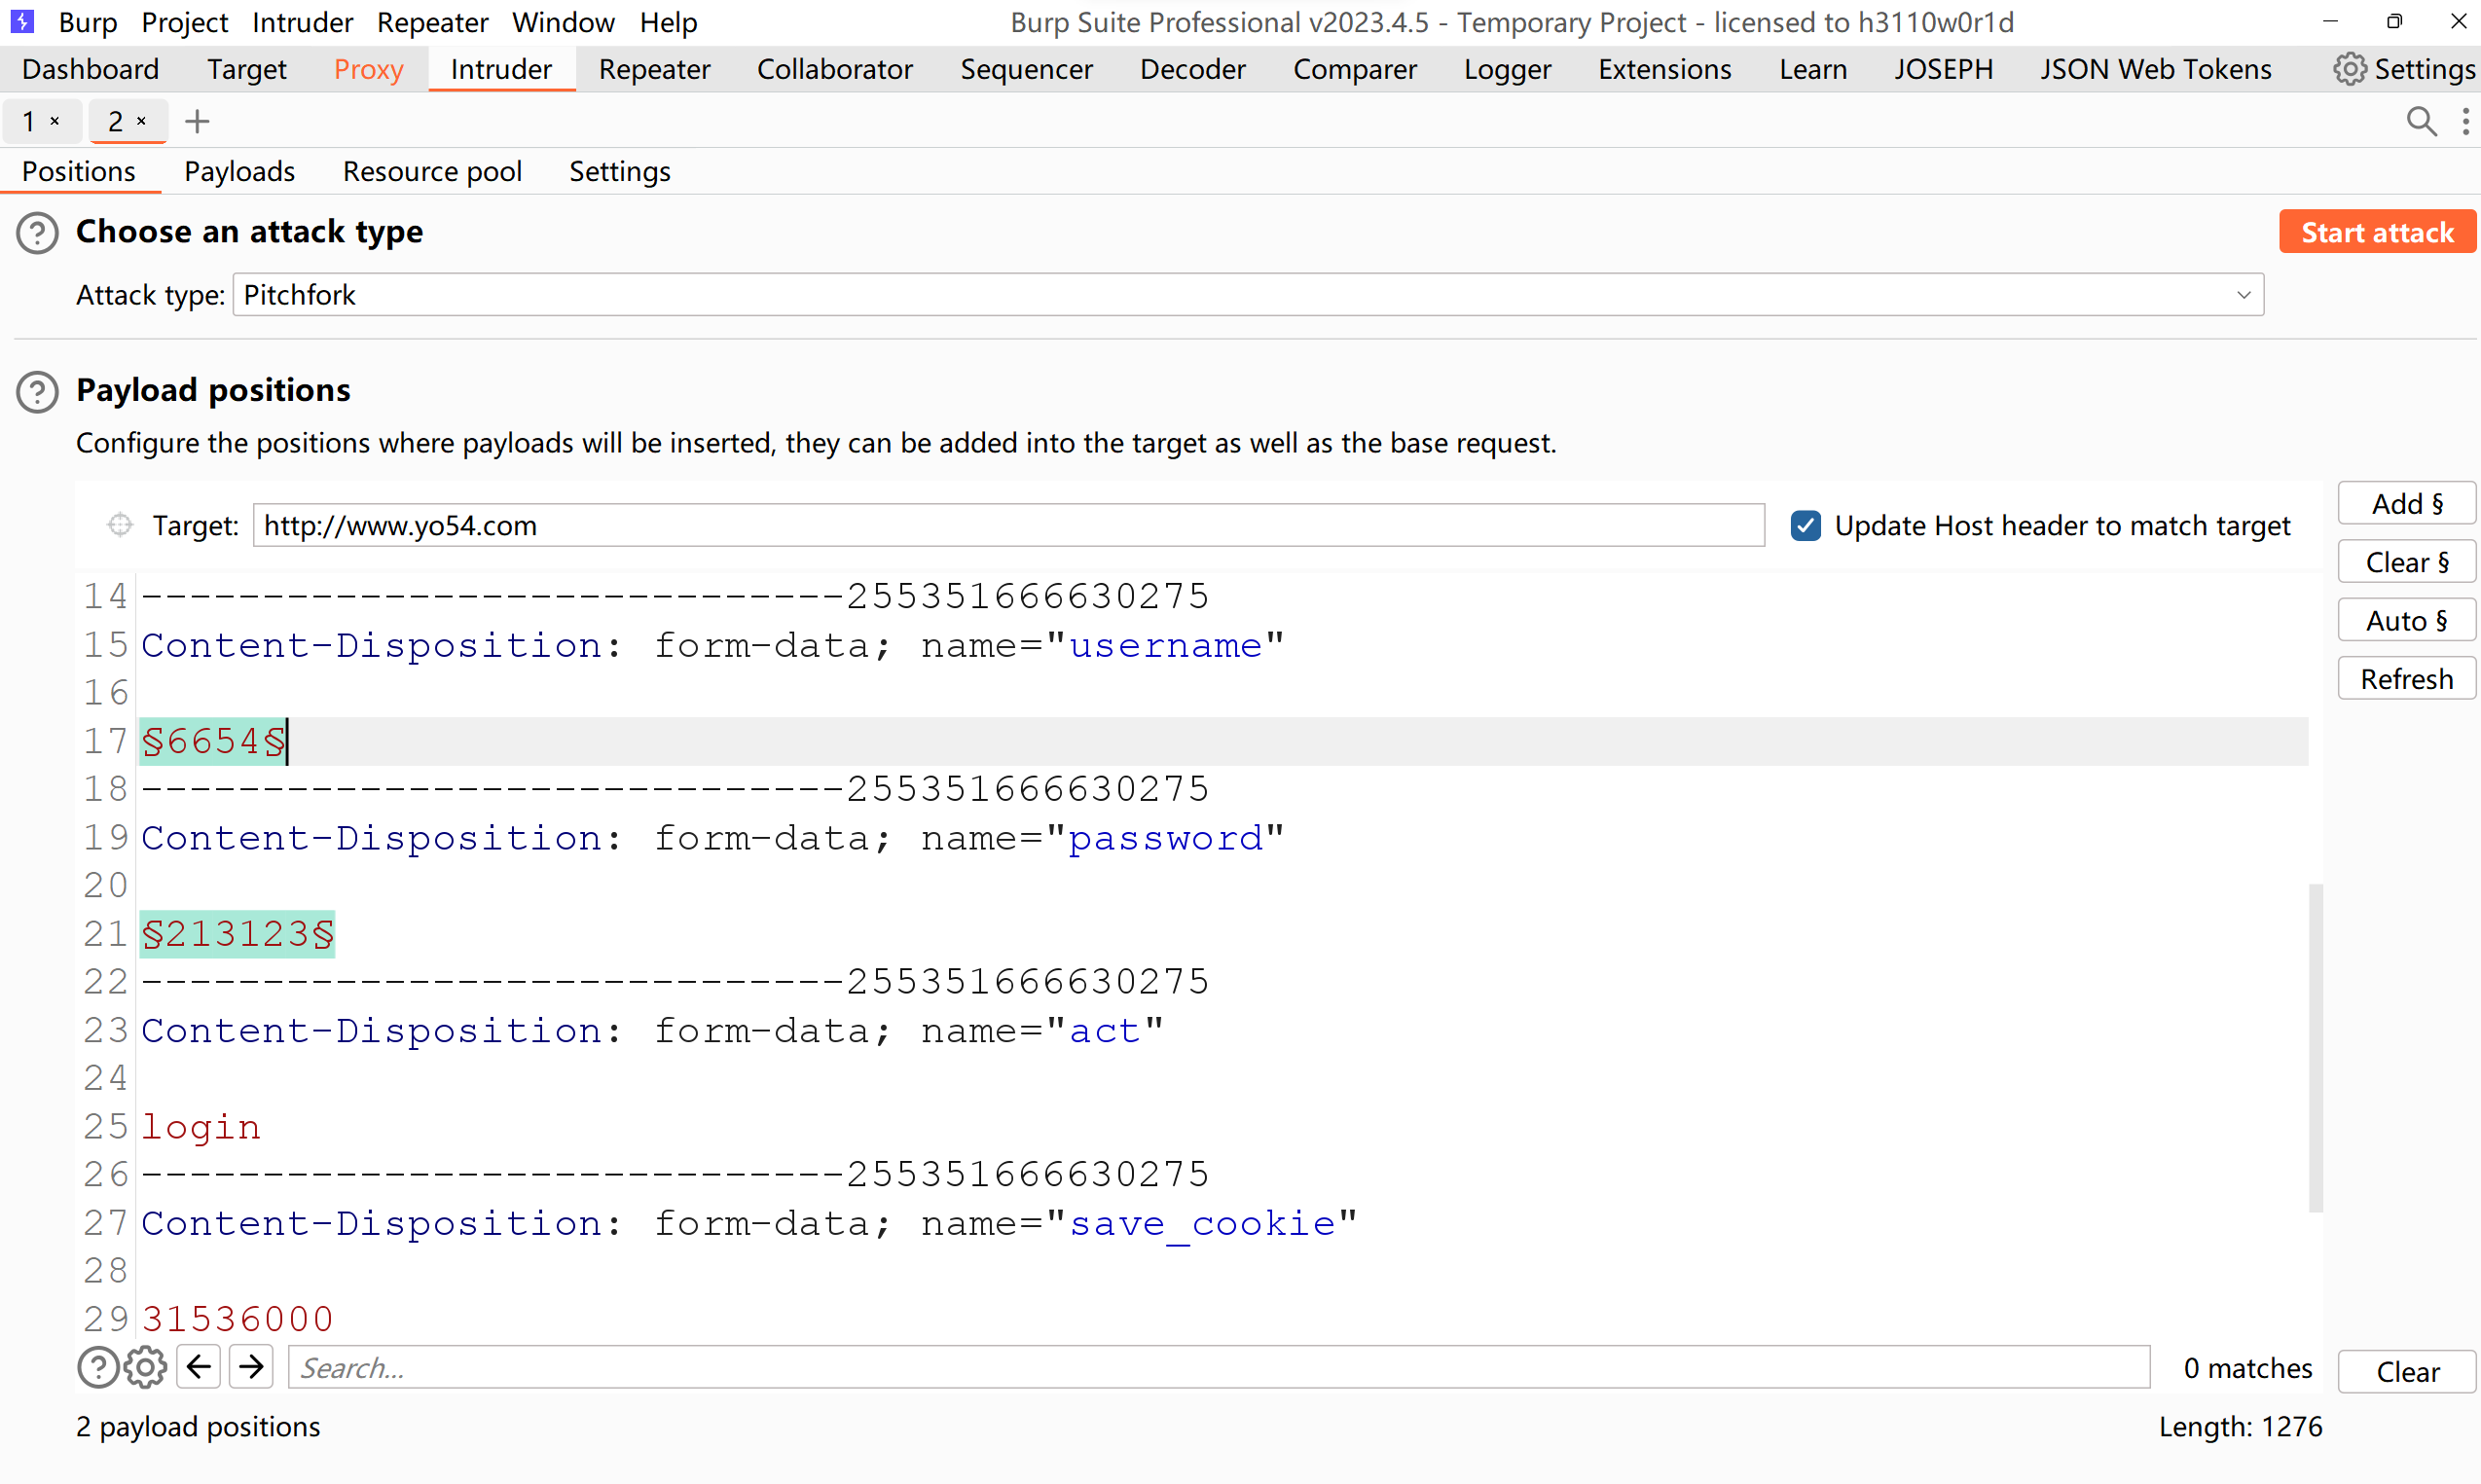 Burp Project Intruder Repeater Window Help Burp Suite Professional v2023.4.5 - Temporary Project - licensed to h3110w0r1d
Dashboard Target Proxy Intruder Repeater Collaborator Sequencer Decoder Comparer Logger Extensions Learn JOSEPH JSON Web Tokens Settings
1 × 2 × +
Positions Payloads Resource pool Settings
Choose an attack type Start attack
Attack type: Pitchfork
Payload positions
Configure the positions where payloads will be inserted, they can be added into the target as well as the base request.
Target: http://www.yo54.com Update Host header to match target
Add §
Clear §
Auto §
Refresh
14 -----------------------------255351666630275
15 Content-Disposition: form-data; name="username"
16
17 §6654§
18 -----------------------------255351666630275
19 Content-Disposition: form-data; name="password"
20
21 §213123§
22 -----------------------------255351666630275
23 Content-Disposition: form-data; name="act"
24
25 login
26 -----------------------------255351666630275
27 Content-Disposition: form-data; name="save_cookie"
28
29 31536000
Search... 0 matches Clear
2 payload positions Length: 1276